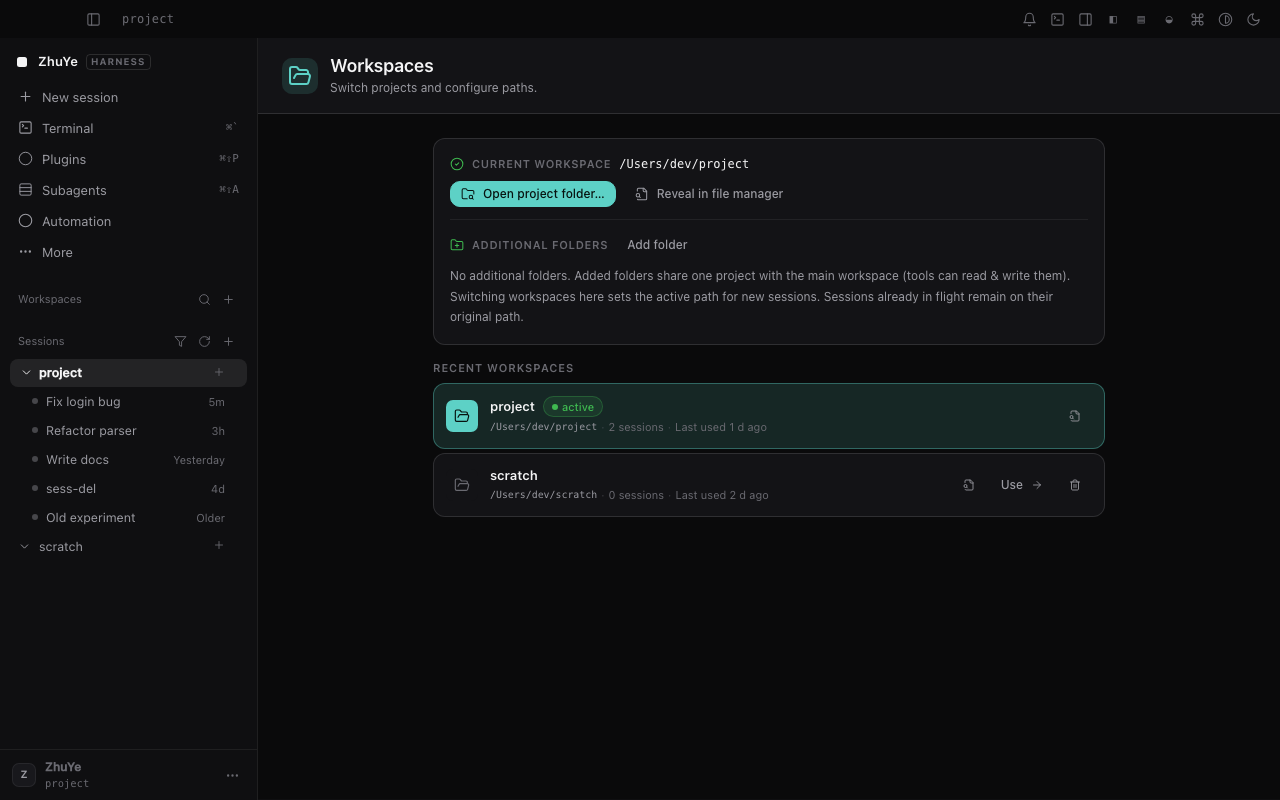 project
ZhuYe HARNESS
New session
Terminal ⌘`
Plugins ⌘⇧P
Subagents ⌘⇧A
Automation
More
Workspaces
Sessions
project
Fix login bug 5m
Refactor parser 3h
Write docs Yesterday
sess-del 4d
Old experiment Older
scratch
Z
ZhuYe
project
Workspaces
Switch projects and configure paths.
CURRENT WORKSPACE /Users/dev/project
Open project folder... Reveal in file manager
ADDITIONAL FOLDERS Add folder
No additional folders. Added folders share one project with the main workspace (tools can read & write them).
Switching workspaces here sets the active path for new sessions. Sessions already in flight remain on their
original path.
RECENT WORKSPACES
project active
/Users/dev/project · 2 sessions · Last used 1 d ago
scratch
/Users/dev/scratch · 0 sessions · Last used 2 d ago
Use